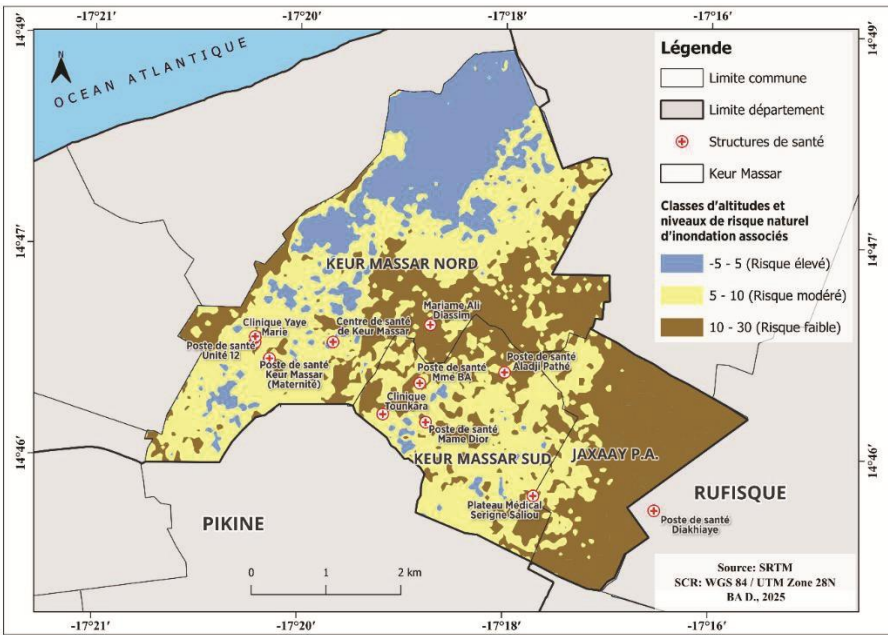 -17°21' -17°20' -17°18' -17°16'
14°49'
14°49'
OCEAN ATLANTIQUE
N
Légende
Limite commune
Limite département
Structures de santé
Keur Massar
Classes d'altitudes et
niveaux de risque naturel
d'inondation associés
-5 - 5 (Risque élevé)
5 - 10 (Risque modéré)
10 - 30 (Risque faible)
14°47'
14°47'
KEUR MASSAR NORD
Mariame Ali
Diassim
Clinique Yaye
Marie
Centre de santé
de Keur Massar
Poste de santé
Unité 12
Poste de santé
Keur Massar
(Maternité)
Poste de santé
Mme BA
Poste de santé
Aladji Pathé
Clinique
Tounkara
Poste de santé
Mame Dior
14°46'
14°46'
KEUR MASSAR SUD
JAXAAY P.A.
Plateau Médical
Serigne Saliou
RUFISQUE
Poste de santé
Diakhiaye
PIKINE
0 1 2 km
Source: SRTM
SCR: WGS 84 / UTM Zone 28N
BA D., 2025
-17°21' -17°20' -17°18' -17°16'